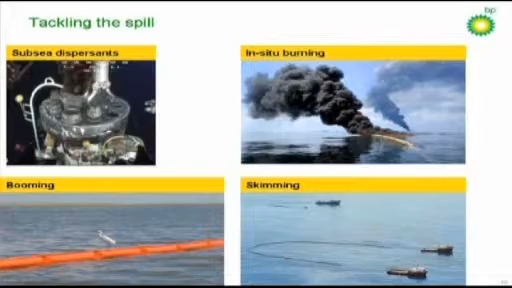 Tackling the spill
bp
Subsea dispersants
In-situ burning
Booming
Skimming